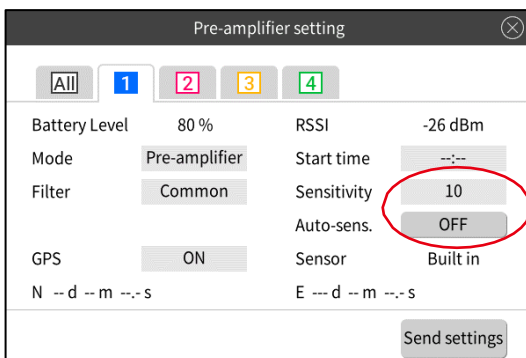 Pre-amplifier setting
All 1 2 3 4
Battery Level 80 % RSSI -26 dBm
Mode Pre-amplifier Start time --:--
Filter Common Sensitivity 10
Auto-sens. OFF
GPS ON Sensor Built in
N -- d -- m --.- s E --- d -- m --.- s
Send settings